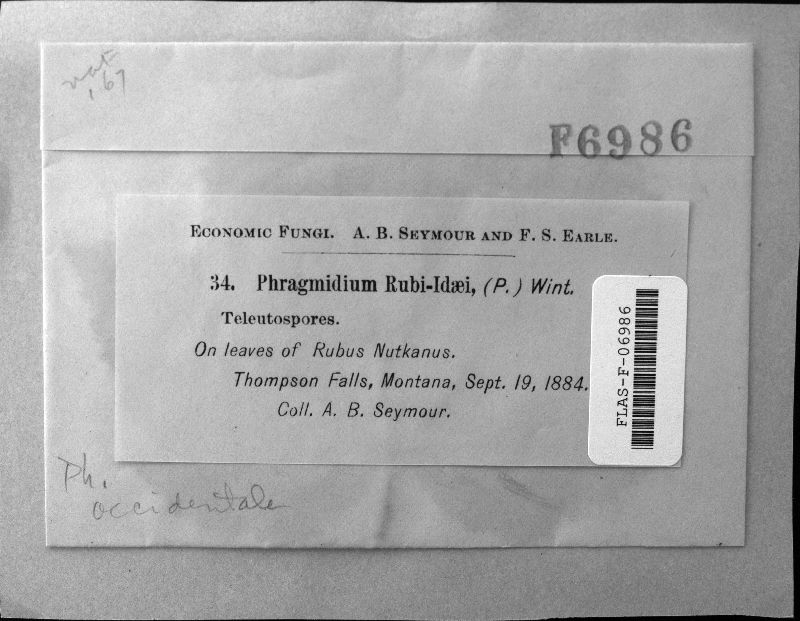 '67
F6986
ECONOMIC FUNGI. A. B. SEYMOUR AND F. S. EARLE.
34. Phragmidium Rubi-Idæi, (P.) Wint.
Teleutospores.
On leaves of Rubus Nutkanus.
Thompson Falls, Montana, Sept. 19, 1884.
Coll. A. B. Seymour.
FLAS-F-06986
Ph.
occidentale